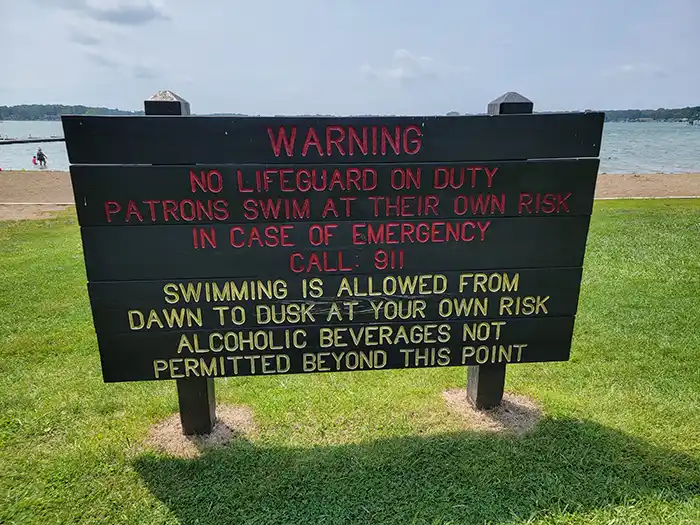 WARNING
NO LIFEGUARD ON DUTY
PATRONS SWIM AT THEIR OWN RISK
IN CASE OF EMERGENCY
CALL: 911
SWIMMING IS ALLOWED FROM
DAWN TO DUSK AT YOUR OWN RISK
ALCOHOLIC BEVERAGES NOT
PERMITTED BEYOND THIS POINT